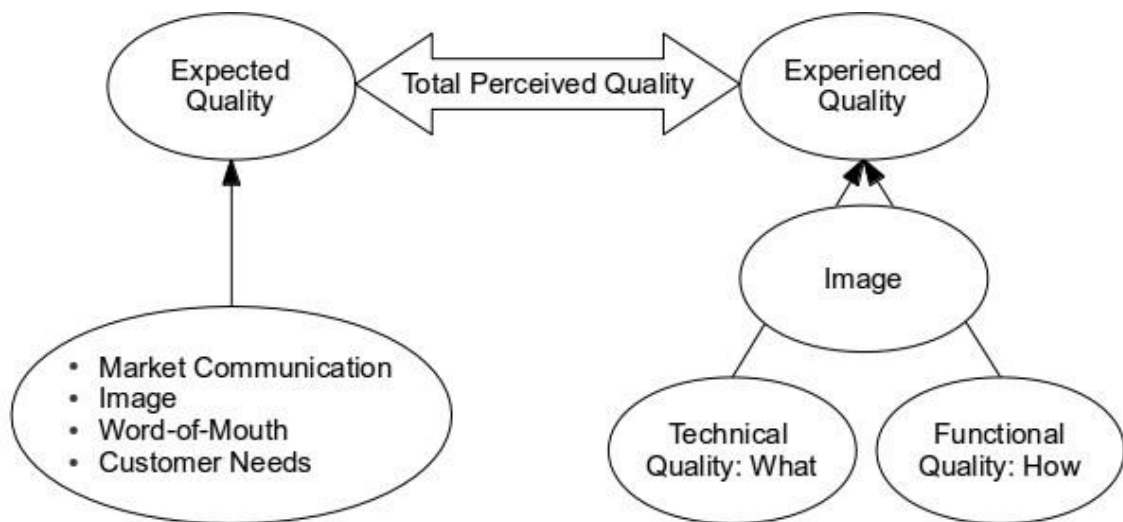 Expected
Quality
Total Perceived Quality
Experienced
Quality
Image
• Market Communication
• Image
• Word-of-Mouth
• Customer Needs
Technical
Quality: What
Functional
Quality: How